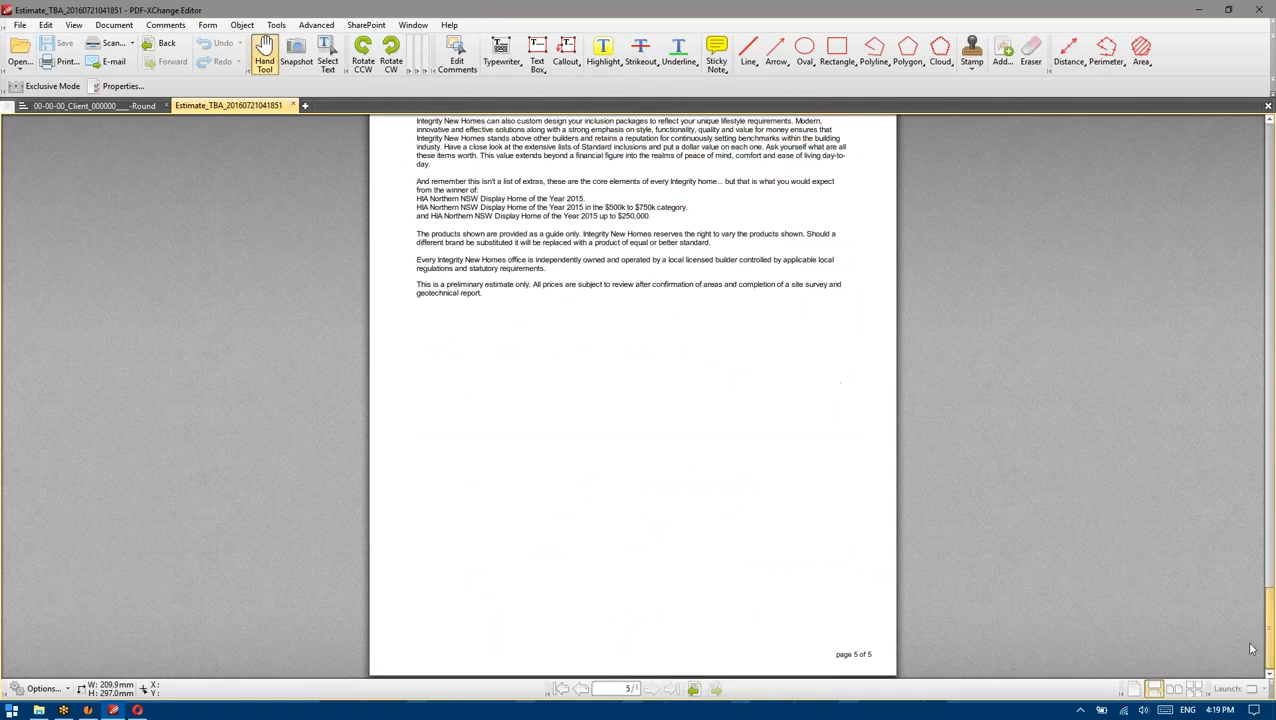 Estimate_TBA_20160721041851 - PDF-XChange Editor
File Edit View Document Comments Form Object Tools Advanced SharePoint Window Help
Open... Save Print... Scan... E-mail Back Forward Undo Redo Hand Tool Snapshot Select Text Rotate CCW Rotate CW Edit Comments Typewriter Text Box Callout Highlight Strikeout Underline Sticky Note Line Arrow Oval Rectangle Polyline Polygon Cloud Stamp Add... Eraser Distance Perimeter Area
Exclusive Mode Properties...
00-00-00_Client_000000____-Round Estimate_TBA_20160721041851
Integrity New Homes can also custom design your inclusion packages to reflect your unique lifestyle requirements. Modern,
innovative and effective solutions along with a strong emphasis on style, functionality, quality and value for money ensures that
Integrity New Homes stands above other builders and retains a reputation for continuously setting benchmarks within the building
industy. Have a close look at the extensive lists of Standard inclusions and put a dollar value on each one. Ask yourself what are all
these items worth. This value extends beyond a financial figure into the realms of peace of mind, comfort and ease of living day-to-
day.
And remember this isn't a list of extras, these are the core elements of every Integrity home... but that is what you would expect
from the winner of:
HIA Northern NSW Display Home of the Year 2015.
HIA Northern NSW Display Home of the Year 2015 in the $500k to $750k category.
and HIA Northern NSW Display Home of the Year 2015 up to $250,000.
The products shown are provided as a guide only. Integrity New Homes reserves the right to vary the products shown. Should a
different brand be substituted it will be replaced with a product of equal or better standard.
Every Integrity New Homes office is independently owned and operated by a local licensed builder controlled by applicable local
regulations and statutory requirements.
This is a preliminary estimate only. All prices are subject to review after confirmation of areas and completion of a site survey and
geotechnical report.
page 5 of 5
Options... W: 209.9mm H: 297.0mm X: Y: 5/ Launch:
ENG 4:19 PM